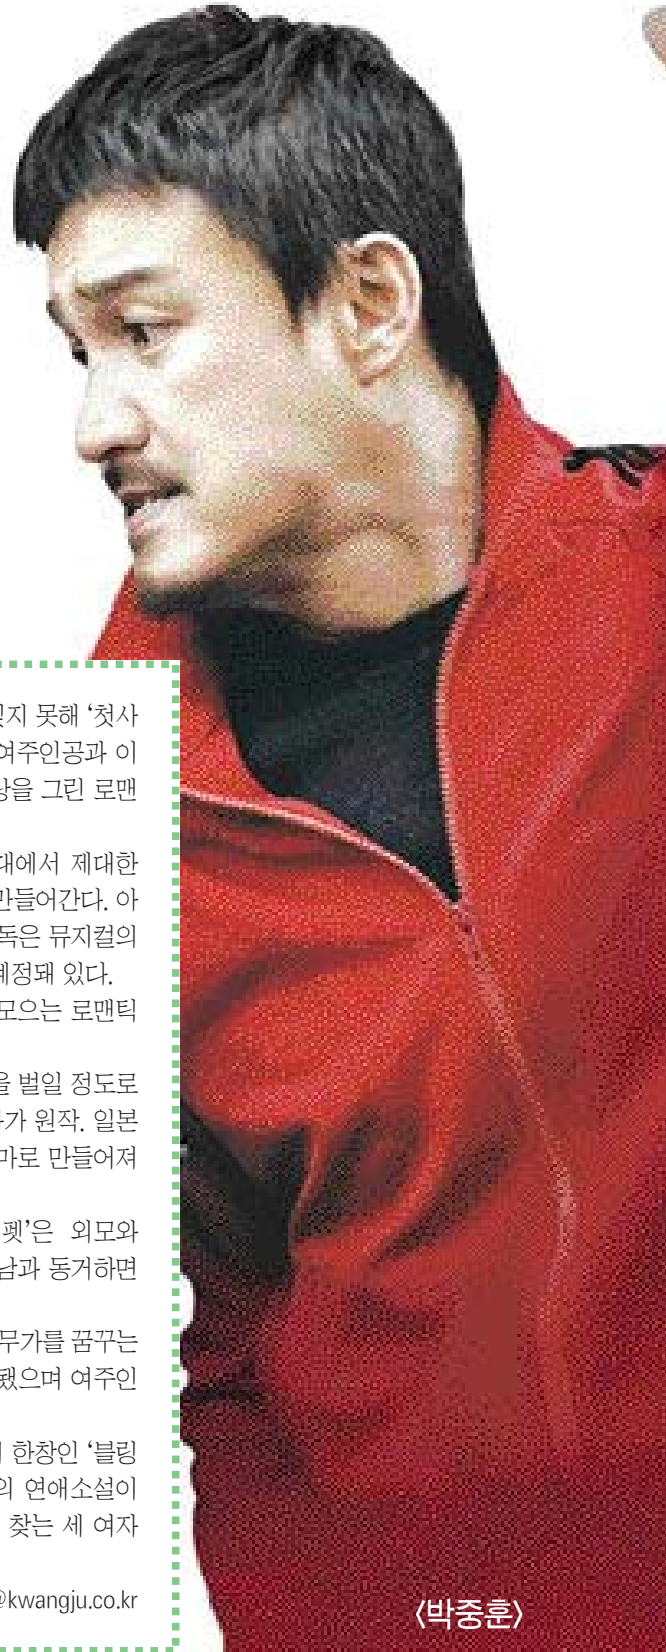 지 못해 ‘첫사
여주인공과 이
랑을 그린 로맨
대에서 제대한
만들어간다. 아
독은 뮤지컬의
예정돼 있다.
모으는 로맨틱
을 벌일 정도로
가 원작. 일본
마로 만들어져
펫’은 외모와
남과 동거하면
무가를 꿈꾸는
됐으며 여주인
한창인 ‘블링
의 연애소설이
찾는 세 여자
@kwangju.co.kr
〈박중훈〉